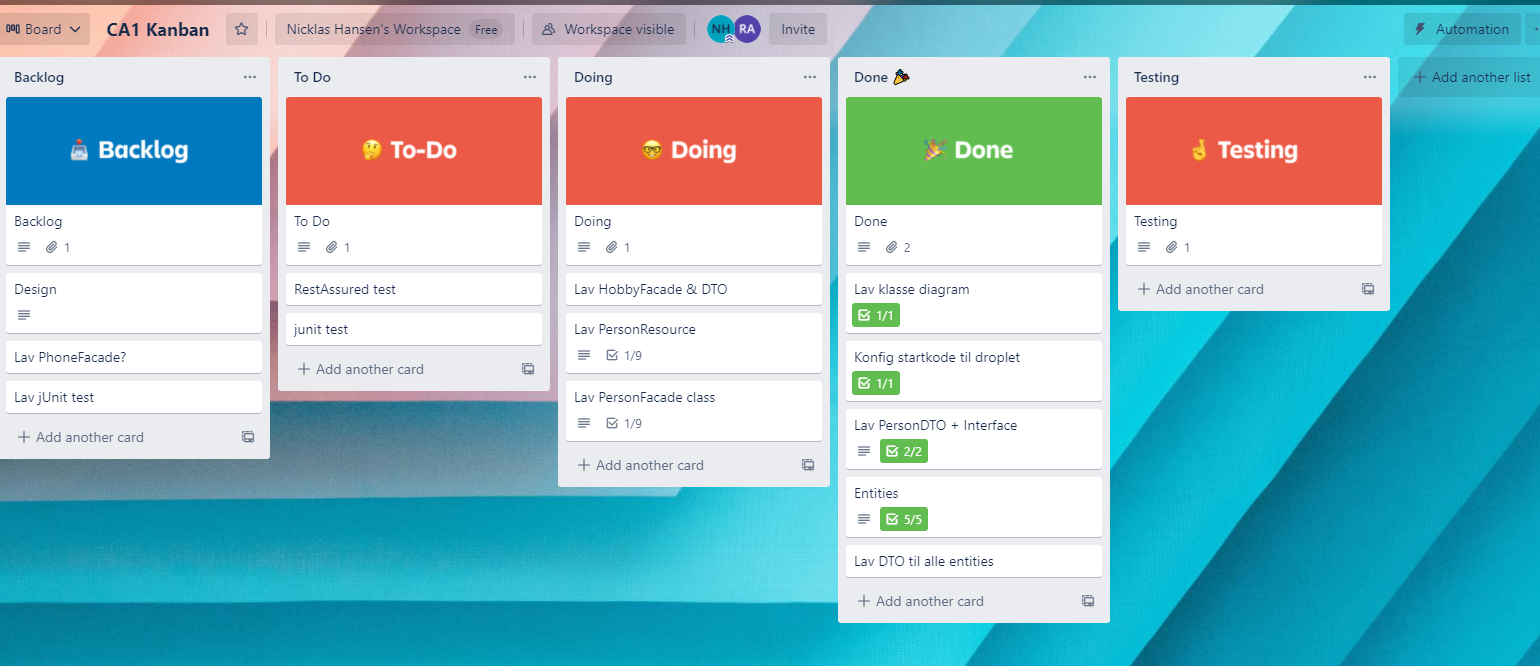 Board
CA1 Kanban
Nicklas Hansen's Workspace Free
Workspace visible
NH
RA
Invite
Automation
Backlog
Backlog
Backlog
1
Design
Lav PhoneFacade?
Lav jUnit test
Add another card
To Do
To-Do
To Do
1
RestAssured test
junit test
Add another card
Doing
Doing
Doing
1
Lav HobbyFacade & DTO
Lav PersonResource
1/9
Lav PersonFacade class
1/9
Add another card
Done
Done
Done
2
Lav klasse diagram
1/1
Konfig startkode til droplet
1/1
Lav PersonDTO + Interface
2/2
Entities
5/5
Lav DTO til alle entities
Add another card
Testing
Testing
Testing
1
Add another card
Add another list